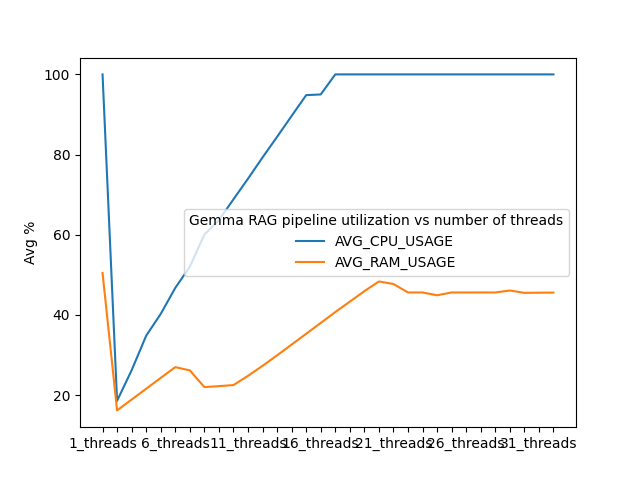 100
80
60
40
20
Avg %
Gemma RAG pipeline utilization vs number of threads
AVG_CPU_USAGE
AVG_RAM_USAGE
1_threads 6_threads 11_threads 16_threads 21_threads 26_threads 31_threads